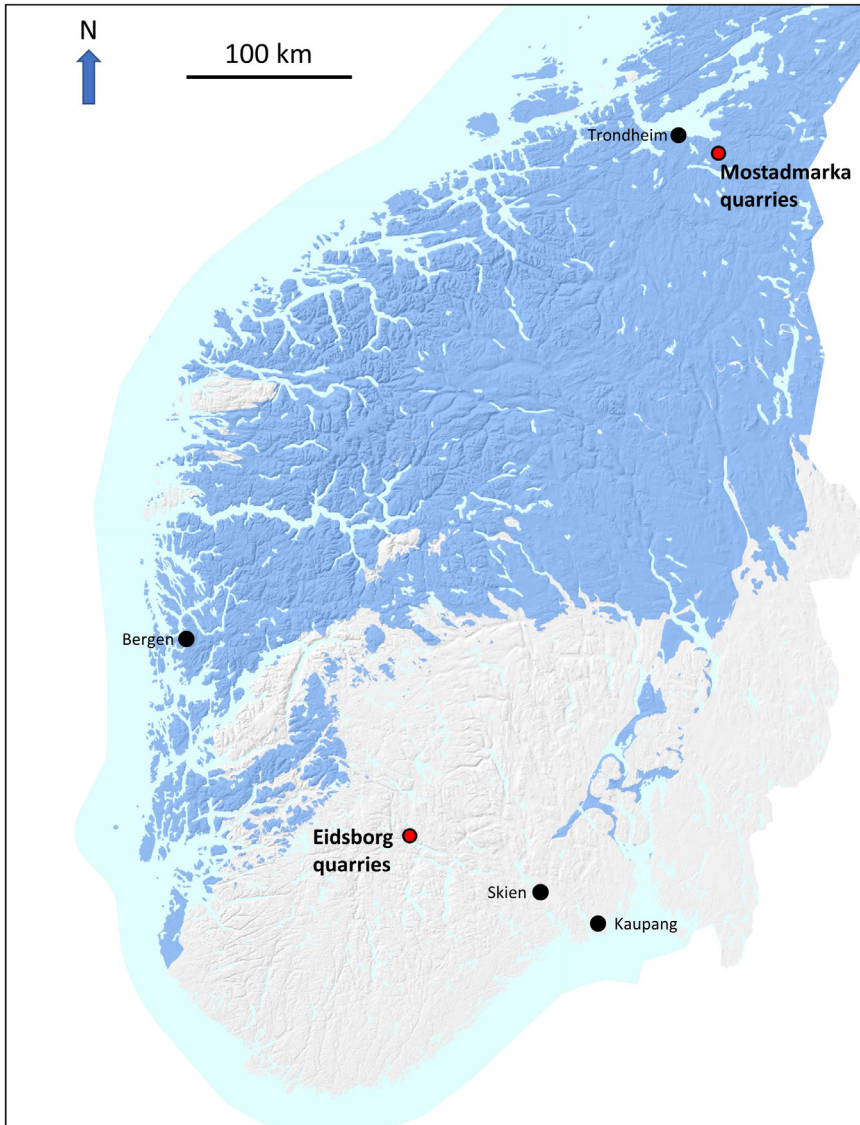 N
100 km
Trondheim
Mostadmarka
quarries
Bergen
Eidsborg
quarries
Skien
Kaupang